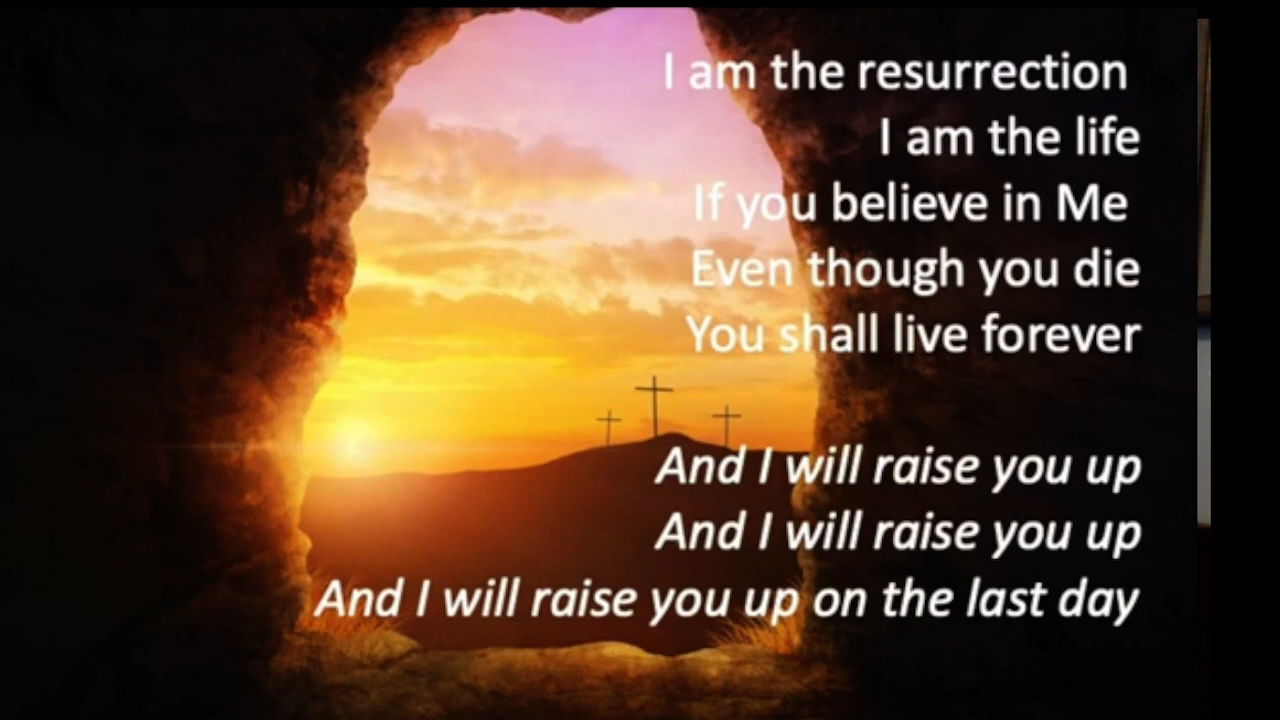 I am the resurrection
I am the life
If you believe in Me
Even though you die
You shall live forever
And I will raise you up
And I will raise you up
And I will raise you up on the last day